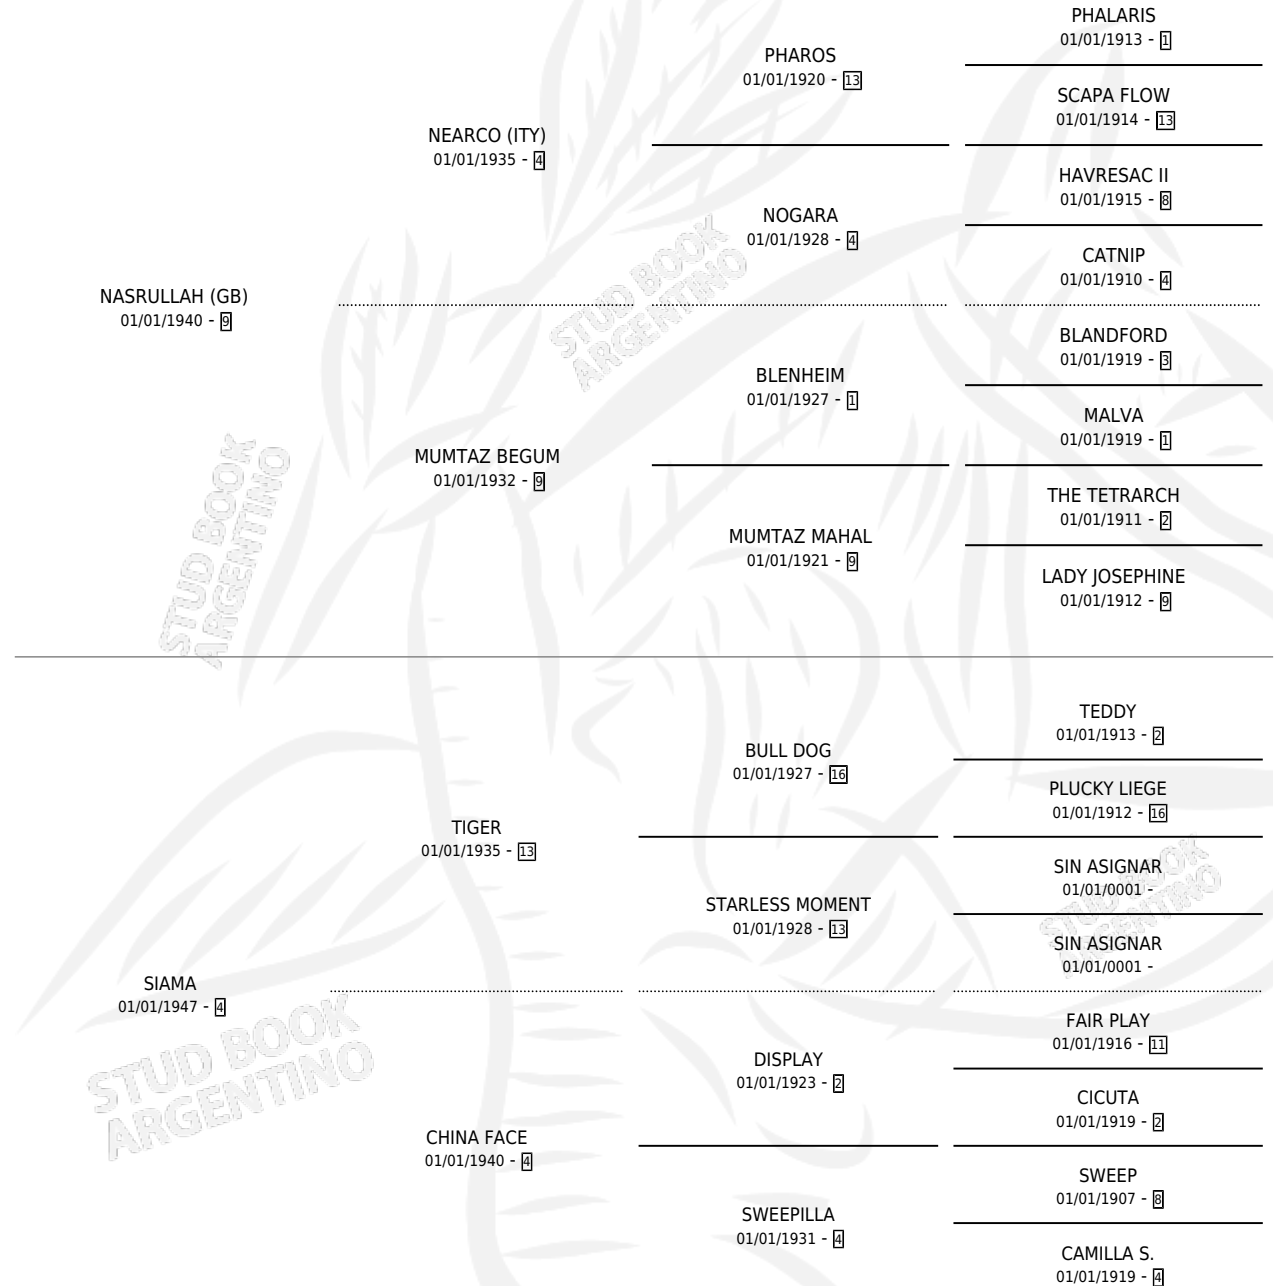 PHALARIS
01/01/1913 - 1
PHAROS
01/01/1920 - 13
SCAPA FLOW
01/01/1914 - 13
NEARCO (ITY)
01/01/1935 - 4
HAVRESAC II
01/01/1915 - 8
NOGARA
01/01/1928 - 4
CATNIP
01/01/1910 - 4
NASRULLAH (GB)
01/01/1940 - 9
BLANDFORD
01/01/1919 - 3
BLENHEIM
01/01/1927 - 1
MALVA
01/01/1919 - 1
MUMTAZ BEGUM
01/01/1932 - 9
THE TETRARCH
01/01/1911 - 2
MUMTAZ MAHAL
01/01/1921 - 9
LADY JOSEPHINE
01/01/1912 - 9
STUD BOOK
ARGENTINO
STUD BOOK
ARGENTINO
TEDDY
01/01/1913 - 2
BULL DOG
01/01/1927 - 16
PLUCKY LIEGE
01/01/1912 - 16
TIGER
01/01/1935 - 13
SIN ASIGNAR
01/01/0001 -
STARLESS MOMENT
01/01/1928 - 13
SIN ASIGNAR
01/01/0001 -
STUD BOOK
ARGENTINO
SIAMA
01/01/1947 - 4
FAIR PLAY
01/01/1916 - 11
DISPLAY
01/01/1923 - 2
CICUTA
01/01/1919 - 2
STUD BOOK
ARGENTINO
CHINA FACE
01/01/1940 - 4
SWEEP
01/01/1907 - 8
SWEEPILLA
01/01/1931 - 4
CAMILLA S.
01/01/1919 - 4